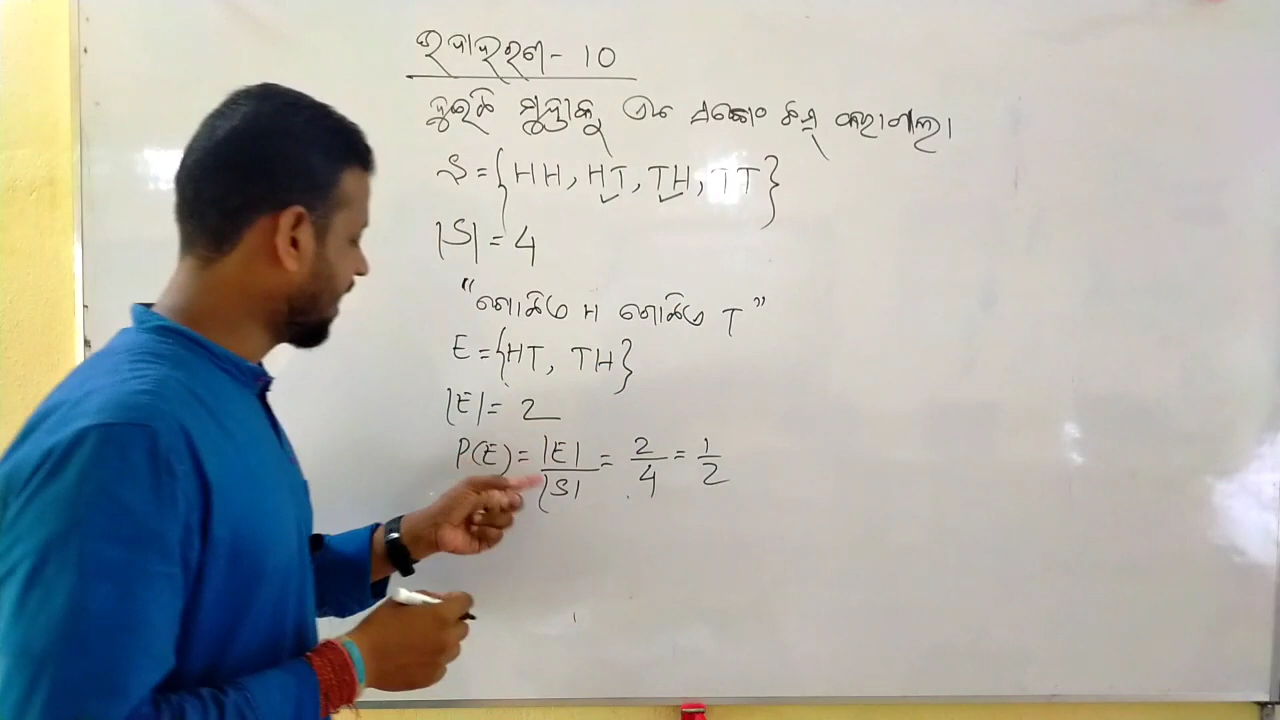 ଉଦାହରଣ - 10
ଦୁଇଟି ମୁଦ୍ରାକୁ ଏକ ସଙ୍ଗେ ଟସ୍ କରାଗଲା।
S = {HH, HT, TH, TT}
|S| = 4
"ଗୋଟିଏ H ଗୋଟିଏ T"
E = {HT, TH}
|E| = 2
P(E) = |E|/|S| = 2/4 = 1/2